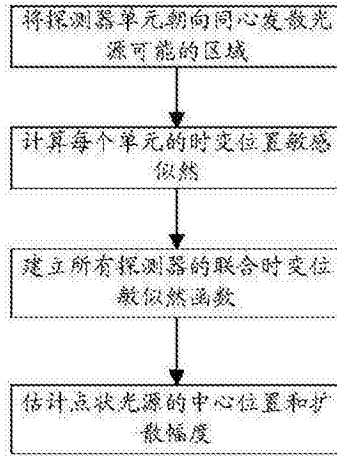 将探测器单元朝向同心发散光
源可能的区域
计算每个单元的时变位置敏感
似然
建立所有探测器的联合时变位
敏似然函数
估计点状光源的中心位置和扩
散幅度